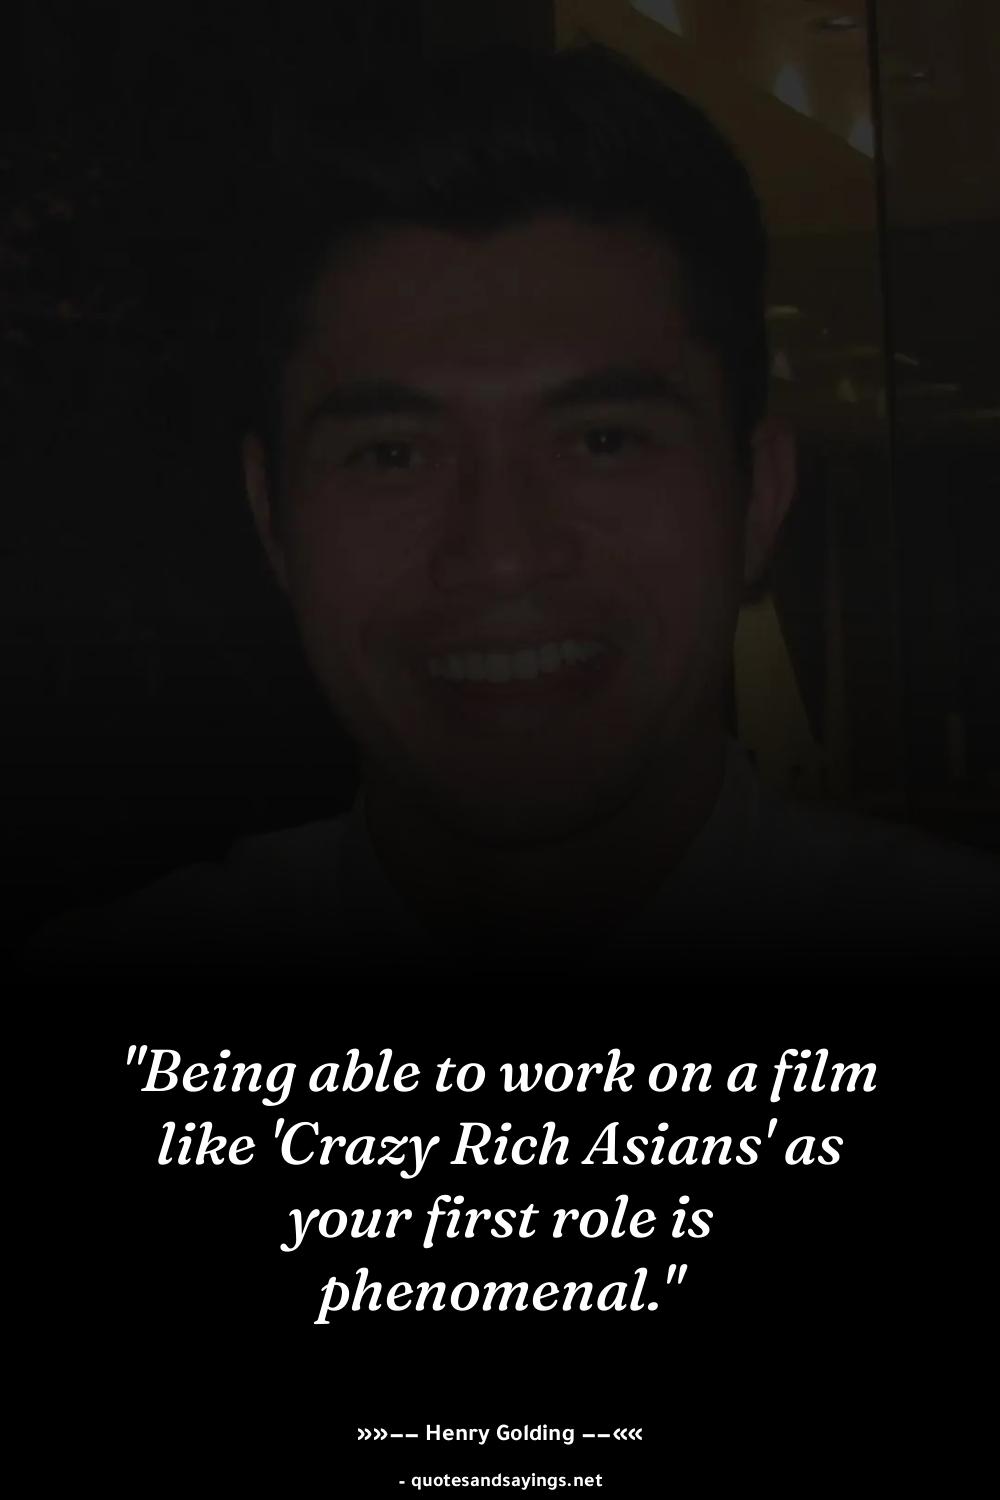 "Being able to work on a film
like 'Crazy Rich Asians' as
your first role is
phenomenal."
»»−− Henry Golding −−««
- quotesandsayings.net